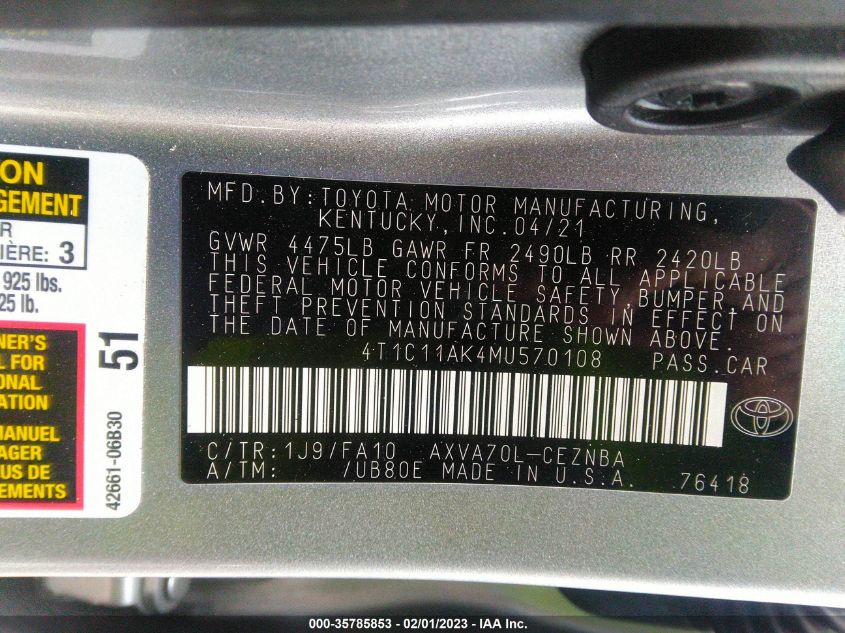 ON
GEMENT
R
IÈRE: 3
925 lbs.
25 lb.
NER'S
L FOR
ONAL
ATION
MANUEL
AGER
US DE
EMENTS
51
42661-06B30
MFD.BY:TOYOTA MOTOR MANUFACTURING,
KENTUCKY,INC.04/21
GVWR 4475LB GAWR FR 2490LB RR 2420LB
THIS VEHICLE CONFORMS TO ALL APPLICABLE
FEDERAL MOTOR VEHICLE SAFETY,BUMPER,AND
THEFT PREVENTION STANDARDS IN EFFECT ON
THE DATE OF MANUFACTURE SHOWN ABOVE.
4T1C11AK4MU570108 PASS.CAR
C/TR:1J9/FA10 AXVA70L-CEZNBA
A/TM: /UB80E MADE IN U.S.A. 76418
000-35785853 - 02/01/2023 - IAAI.COM